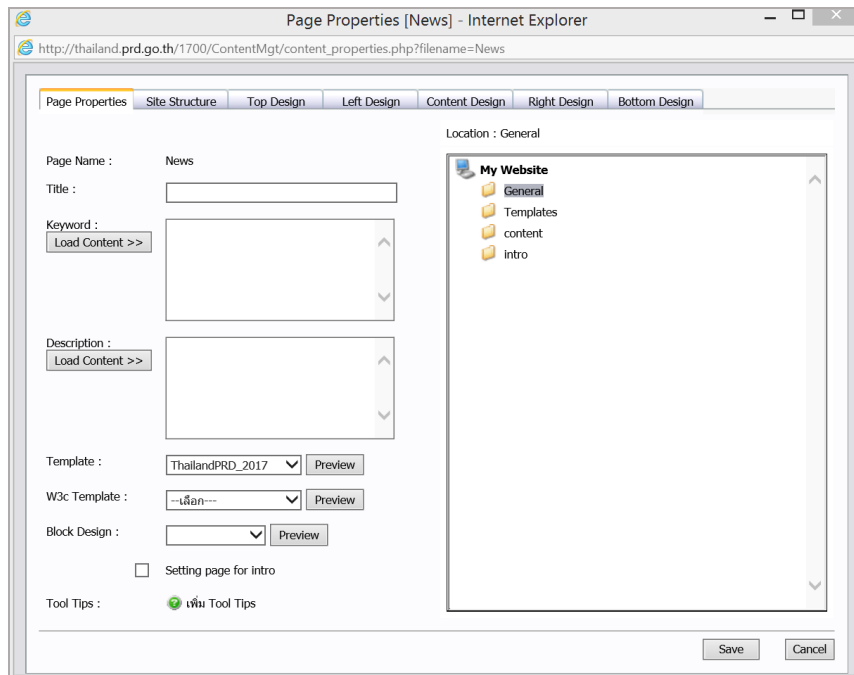 Page Properties [News] - Internet Explorer
http://thailand.prd.go.th/1700/ContentMgt/content_properties.php?filename=News
Page Properties Site Structure Top Design Left Design Content Design Right Design Bottom Design
Location : General
Page Name : News
Title :
Keyword :
Load Content >>
Description :
Load Content >>
Template : ThailandPRD_2017 Preview
W3c Template : --เลือก--- Preview
Block Design : Preview
Setting page for intro
Tool Tips : เพิ่ม Tool Tips
My Website
General
Templates
content
intro
Save Cancel